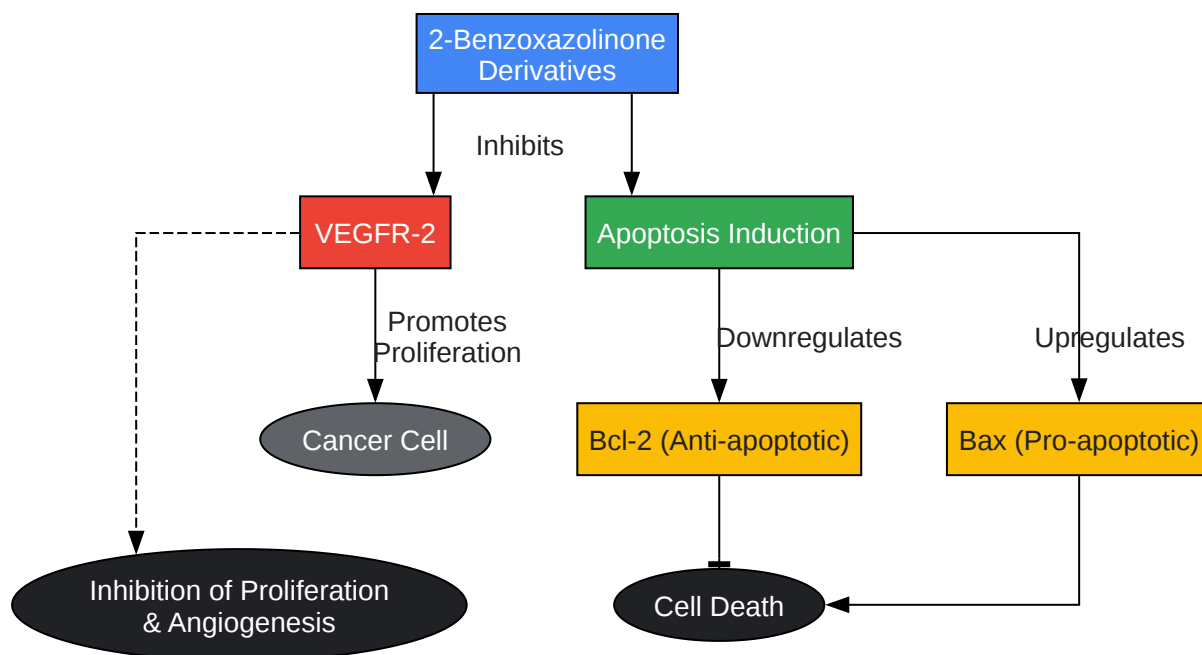 2-Benzoxazolinone
Derivatives
Inhibits
VEGFR-2
Apoptosis Induction
Promotes
Proliferation
Downregulates
Upregulates
Cancer Cell
Bcl-2 (Anti-apoptotic)
Bax (Pro-apoptotic)
Inhibition of Proliferation
& Angiogenesis
Cell Death